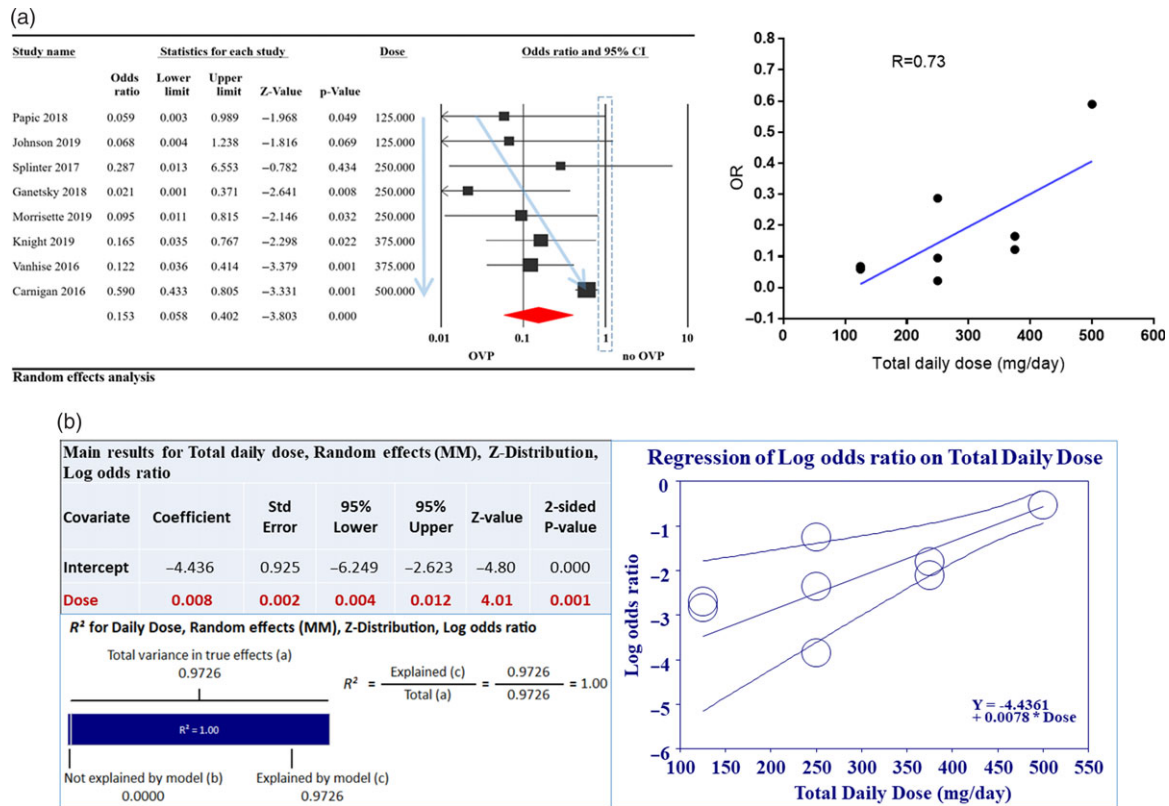 (a)
Study name Statistics for each study Dose Odds ratio and 95% CI
Odds ratio Lower limit Upper limit Z-Value p-Value
Papic 2018 0.059 0.003 0.989 −1.968 0.049 125.000
Johnson 2019 0.068 0.004 1.238 −1.816 0.069 125.000
Splinter 2017 0.287 0.013 6.553 −0.782 0.434 250.000
Ganetsky 2018 0.021 0.001 0.371 −2.641 0.008 250.000
Morrisette 2019 0.095 0.011 0.815 −2.146 0.032 250.000
Knight 2019 0.165 0.035 0.767 −2.298 0.022 375.000
Vanhise 2016 0.122 0.036 0.414 −3.379 0.001 375.000
Carnigan 2016 0.590 0.433 0.805 −3.331 0.001 500.000
0.153 0.058 0.402 −3.803 0.000
0.01 0.1 1 10
OVP no OVP
Random effects analysis
R=0.73
OR
0.8
0.7
0.6
0.5
0.4
0.3
0.2
0.1
0.0
−0.1
0 100 200 300 400 500 600
Total daily dose (mg/day)
(b)
Main results for Total daily dose, Random effects (MM), Z-Distribution,
Log odds ratio
Covariate Coefficient Std Error 95% Lower 95% Upper Z-value 2-sided P-value
Intercept −4.436 0.925 −6.249 −2.623 −4.80 0.000
Dose 0.008 0.002 0.004 0.012 4.01 0.001
R² for Daily Dose, Random effects (MM), Z-Distribution, Log odds ratio
Total variance in true effects (a)
0.9726
R² = Explained (c) / Total (a) = 0.9726 / 0.9726 = 1.00
R² = 1.00
Not explained by model (b)
0.0000
Explained by model (c)
0.9726
Regression of Log odds ratio on Total Daily Dose
Log odds ratio
0
−1
−2
−3
−4
−5
−6
Y = -4.4361
+ 0.0078 * Dose
100 150 200 250 300 350 400 450 500 550
Total Daily Dose (mg/day)